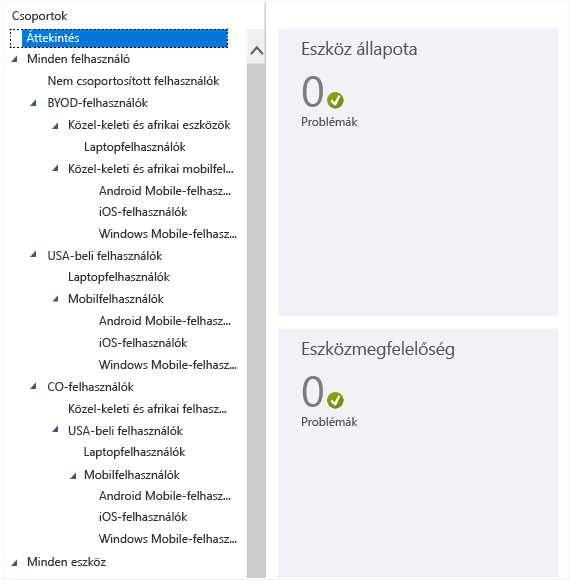 Csoportok
Áttekintés
Minden felhasználó
Nem csoportosított felhasználók
BYOD-felhasználók
Közel-keleti és afrikai eszközök
Laptopfelhasználók
Közel-keleti és afrikai mobilfel...
Android Mobile-felhasz...
iOS-felhasználók
Windows Mobile-felhasz...
USA-beli felhasználók
Laptopfelhasználók
Mobilfelhasználók
Android Mobile-felhasz...
iOS-felhasználók
Windows Mobile-felhasz...
CO-felhasználók
Közel-keleti és afrikai felhasz...
USA-beli felhasználók
Laptopfelhasználók
Mobilfelhasználók
Android Mobile-felhasz...
iOS-felhasználók
Windows Mobile-felhasz...
Minden eszköz
Eszköz állapota
0
Problémák
Eszközmegfelelőség
0
Problémák